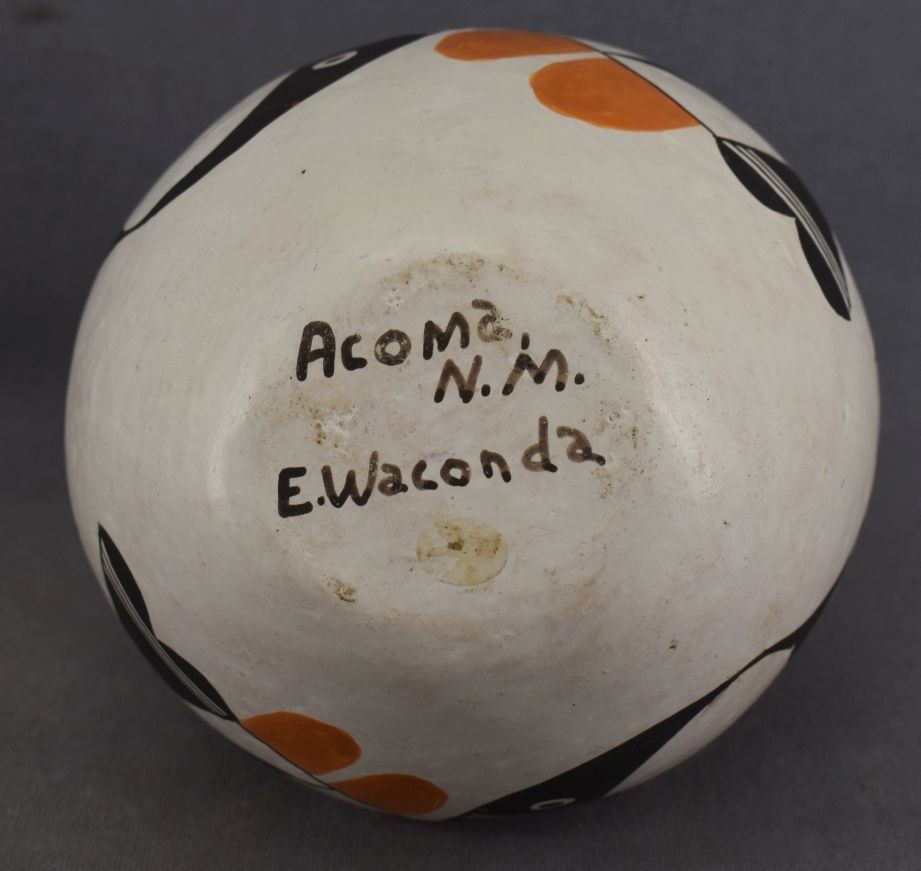 Acoma,
N.M.
E. Waconda